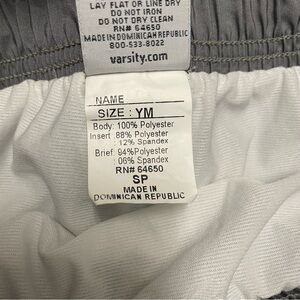 LAY FLAT OR LINE DRY
DO NOT IRON
DO NOT DRY CLEAN
RN# 64650
MADE IN DOMINICAN REPUBLIC
800-533-8022
varsity.com
NAME
SIZE : YM
Body: 100% Polyester
Insert :88% Polyester
: 12% Spandex
Brief : 94%Polyester
: 06% Spandex
RN# 64650
SP
MADE IN
DOMINICAN REPUBLIC